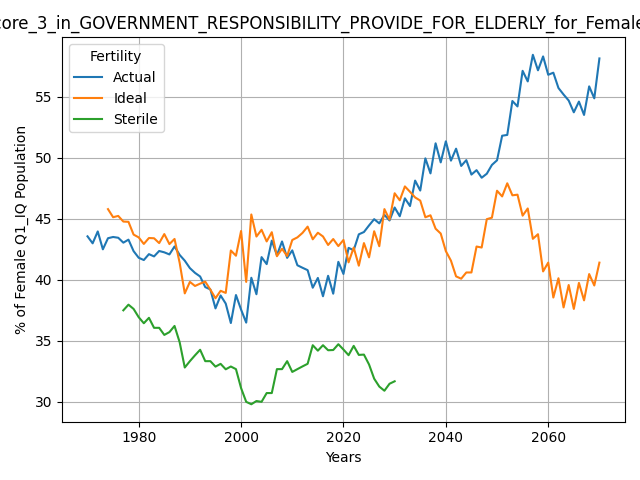 core_3_in_GOVERNMENT_RESPONSIBILITY_PROVIDE_FOR_ELDERLY_for_Female
Fertility
Actual
Ideal
Sterile
% of Female Q1_IQ Population
55
50
45
40
35
30
1980
2000
2020
2040
2060
Years